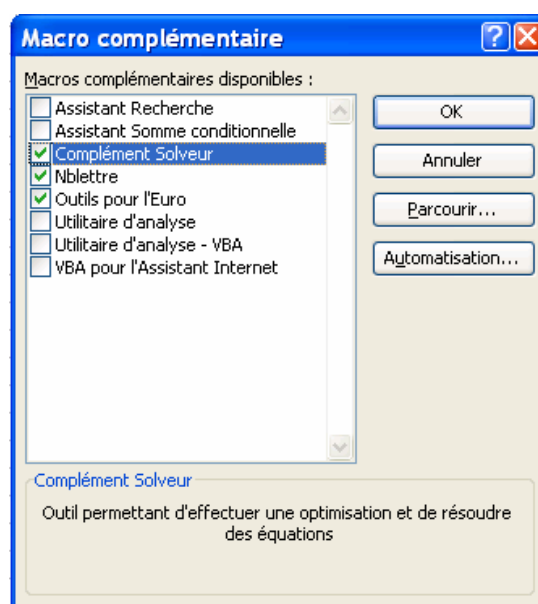 Macro complémentaire
Macros complémentaires disponibles :
Assistant Recherche
Assistant Somme conditionnelle
Complément Solveur
Nblettre
Outils pour l'Euro
Utilitaire d'analyse
Utilitaire d'analyse - VBA
VBA pour l'Assistant Internet
OK
Annuler
Parcourir...
Automatisation...
Complément Solveur
Outil permettant d'effectuer une optimisation et de résoudre
des équations